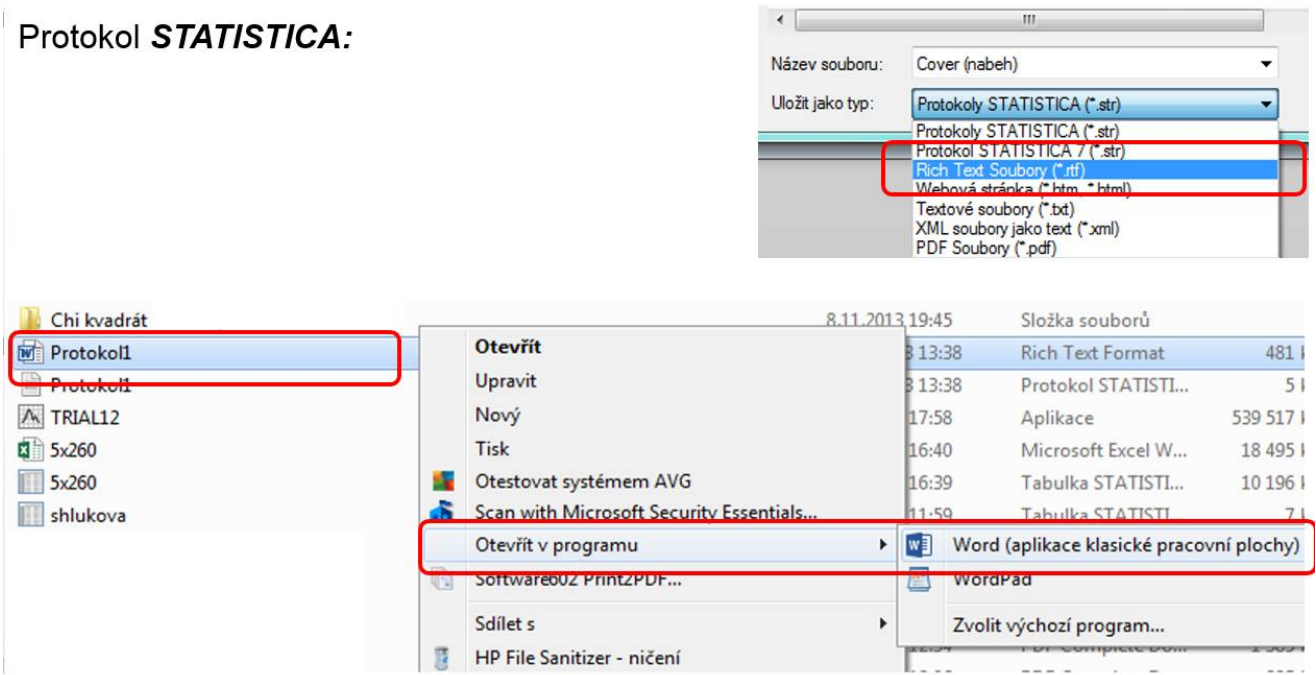 Protokol STATISTICA:
Název souboru: Cover (nabeh)
Uložit jako typ: Protokoly STATISTICA (*.str)
Protokoly STATISTICA (*.str)
Protokol STATISTICA 7 (*.str)
Rich Text Soubory (*.rtf)
Webová stránka (*.htm, *.html)
Textové soubory (*.txt)
XML soubory jako text (*.xml)
PDF Soubory (*.pdf)
Chi kvadrát 8.11.2013 19:45 Složka souborů
Protokol1 13:38 Rich Text Format 481
Protokol1 13:38 Protokol STATISTI... 5
TRIAL12 17:58 Aplikace 539 517
5x260 16:40 Microsoft Excel W... 18 495
5x260 16:39 Tabulka STATISTI... 10 196
shlukova 11:59 Tabulka STATISTI... 7
Otevřít
Upravit
Nový
Tisk
Otestovat systémem AVG
Scan with Microsoft Security Essentials...
Otevřít v programu
Software602 Print2PDF...
Sdílet s
HP File Sanitizer - ničení
Word (aplikace klasické pracovní plochy)
WordPad
Zvolit výchozí program...